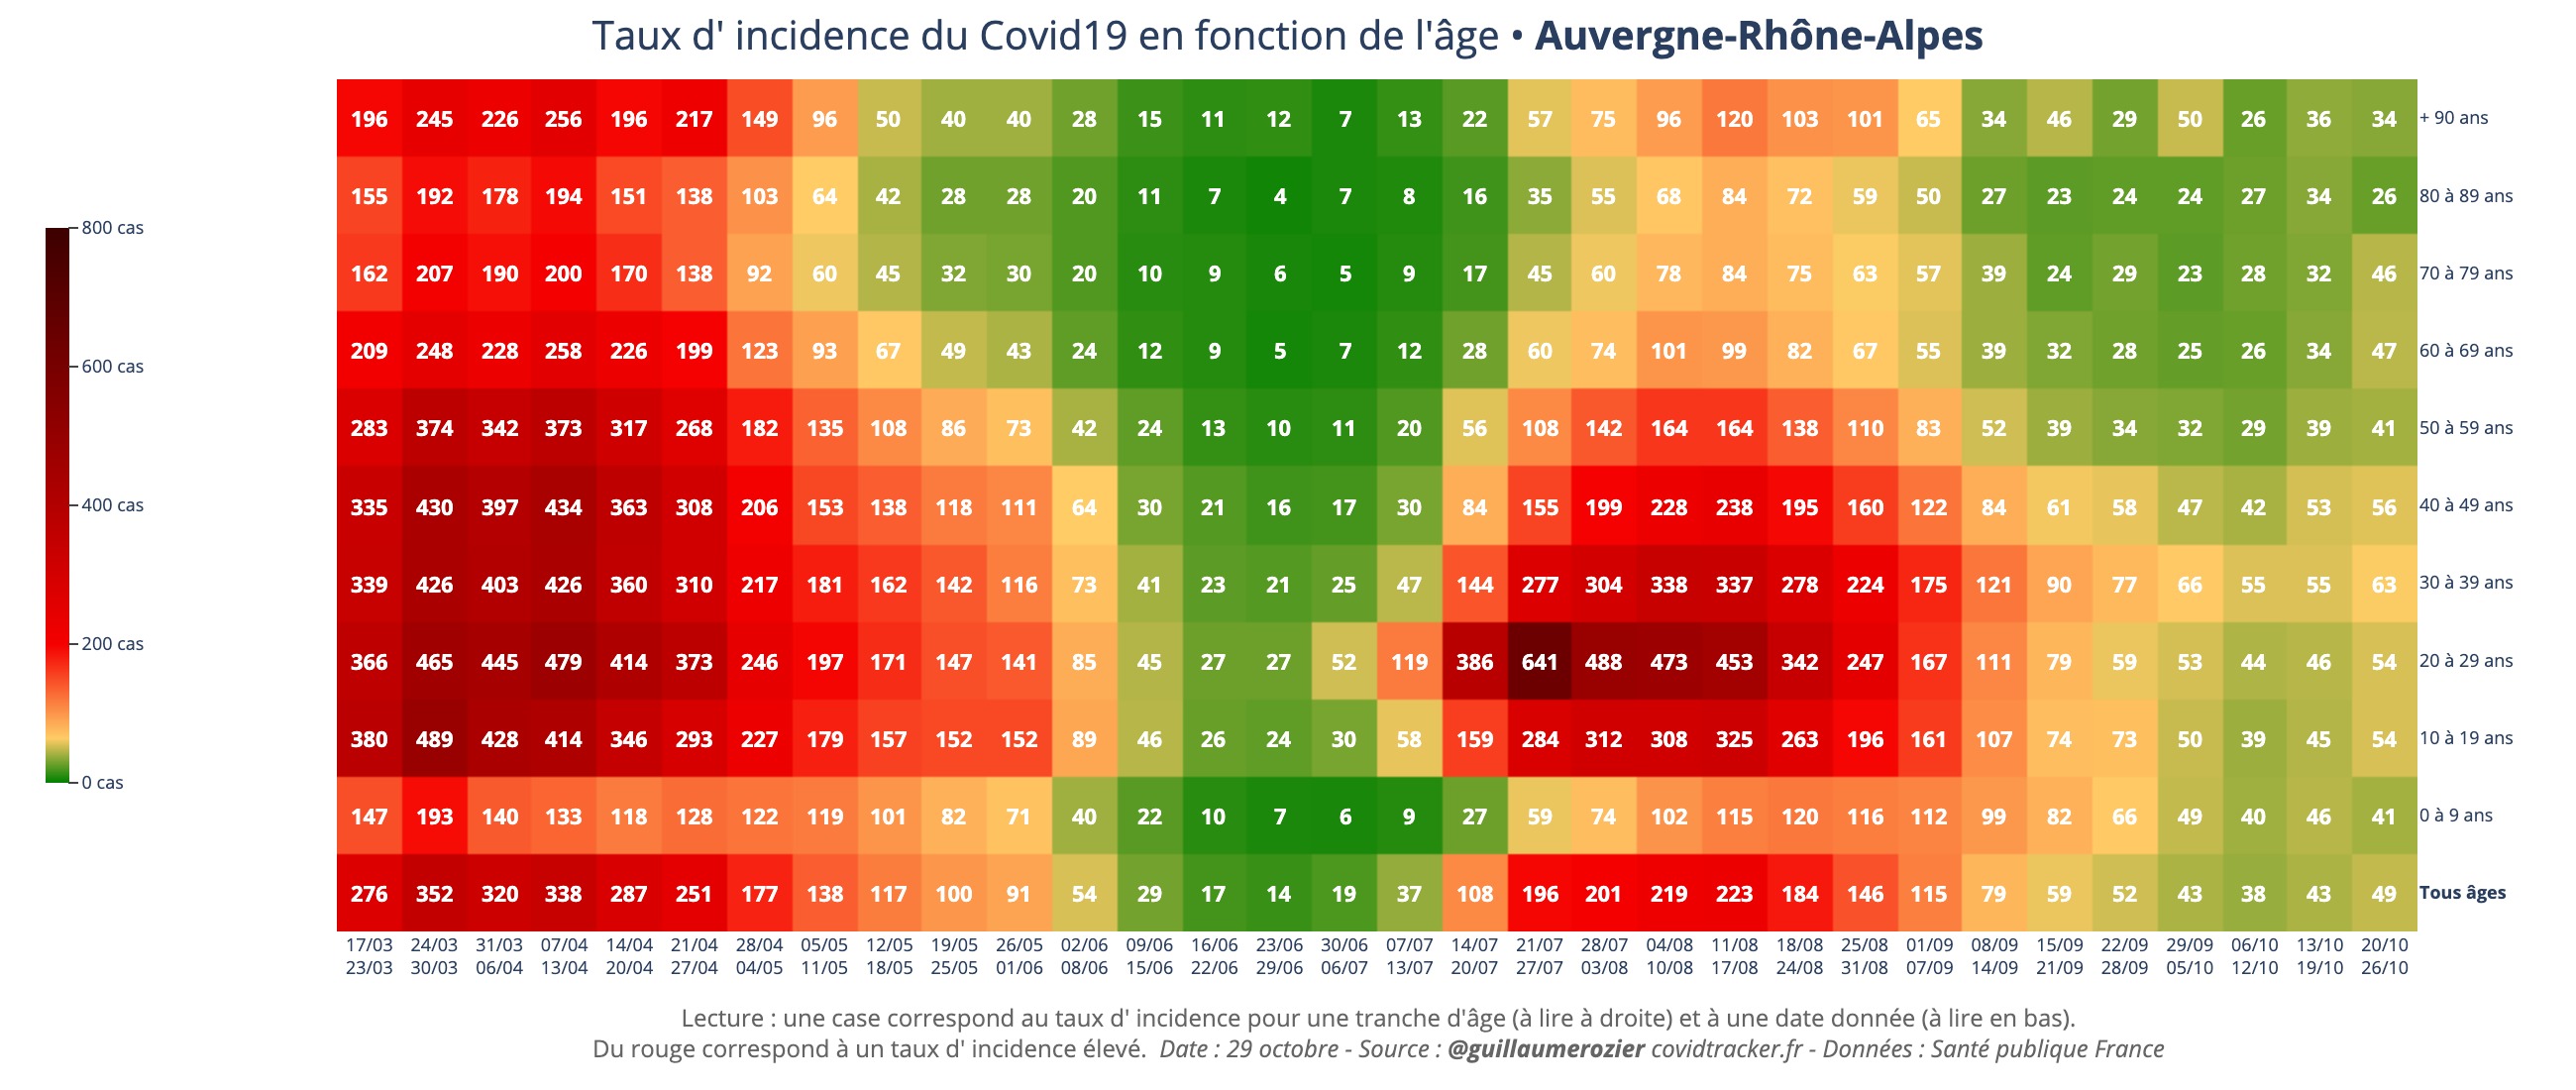 Taux d' incidence du Covid19 en fonction de l'âge • Auvergne-Rhône-Alpes
196 245 226 256 196 217 149 96 50 40 40 28 15 11 12 7 13 22 57 75 96 120 103 101 65 34 46 29 50 26 36 34 + 90 ans
155 192 178 194 151 138 103 64 42 28 28 20 11 7 4 7 8 16 35 55 68 84 72 59 50 27 23 24 24 27 34 26 80 à 89 ans
800 cas
162 207 190 200 170 138 92 60 45 32 30 20 10 9 6 5 9 17 45 60 78 84 75 63 57 39 24 29 23 28 32 46 70 à 79 ans
209 248 228 258 226 199 123 93 67 49 43 24 12 9 5 7 12 28 60 74 101 99 82 67 55 39 32 28 25 26 34 47 60 à 69 ans
600 cas
283 374 342 373 317 268 182 135 108 86 73 42 24 13 10 11 20 56 108 142 164 164 138 110 83 52 39 34 32 29 39 41 50 à 59 ans
400 cas
335 430 397 434 363 308 206 153 138 118 111 64 30 21 16 17 30 84 155 199 228 238 195 160 122 84 61 58 47 42 53 56 40 à 49 ans
339 426 403 426 360 310 217 181 162 142 116 73 41 23 21 25 47 144 277 304 338 337 278 224 175 121 90 77 66 55 55 63 30 à 39 ans
200 cas
366 465 445 479 414 373 246 197 171 147 141 85 45 27 27 52 119 386 641 488 473 453 342 247 167 111 79 59 53 44 46 54 20 à 29 ans
380 489 428 414 346 293 227 179 157 152 152 89 46 26 24 30 58 159 284 312 308 325 263 196 161 107 74 73 50 39 45 54 10 à 19 ans
0 cas
147 193 140 133 118 128 122 119 101 82 71 40 22 10 7 6 9 27 59 74 102 115 120 116 112 99 82 66 49 40 46 41 0 à 9 ans
276 352 320 338 287 251 177 138 117 100 91 54 29 17 14 19 37 108 196 201 219 223 184 146 115 79 59 52 43 38 43 49 Tous âges
17/03 24/03 31/03 07/04 14/04 21/04 28/04 05/05 12/05 19/05 26/05 02/06 09/06 16/06 23/06 30/06 07/07 14/07 21/07 28/07 04/08 11/08 18/08 25/08 01/09 08/09 15/09 22/09 29/09 06/10 13/10 20/10
23/03 30/03 06/04 13/04 20/04 27/04 04/05 11/05 18/05 25/05 01/06 08/06 15/06 22/06 29/06 06/07 13/07 20/07 27/07 03/08 10/08 17/08 24/08 31/08 07/09 14/09 21/09 28/09 05/10 12/10 19/10 26/10
Lecture : une case correspond au taux d' incidence pour une tranche d'âge (à lire à droite) et à une date donnée (à lire en bas).
Du rouge correspond à un taux d' incidence élevé. Date : 29 octobre - Source : @guillaumerozier covidtracker.fr - Données : Santé publique France